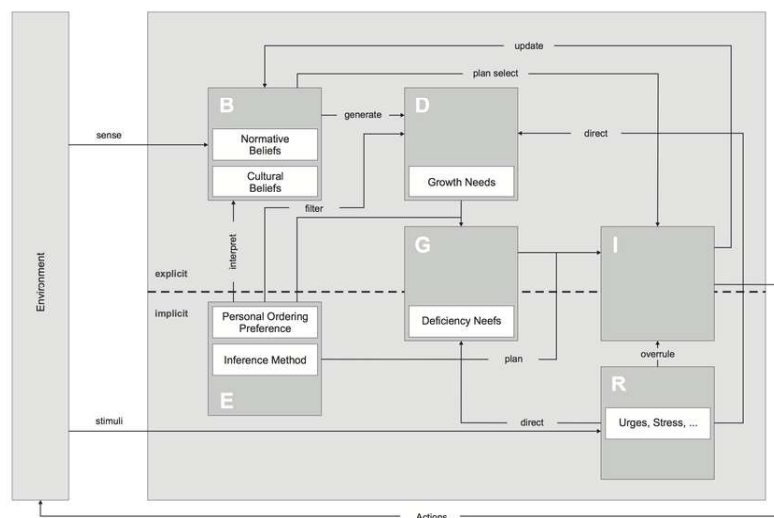 update
plan select
B
D
generate
sense
Normative
Beliefs
direct
Cultural
Beliefs
Growth Needs
filter
interpret
G
I
Environment
explicit
implicit
Personal Ordering
Preference
Deficiency Neefs
Inference Method
plan
overrule
E
R
stimuli
direct
Urges, Stress, ...
Actions